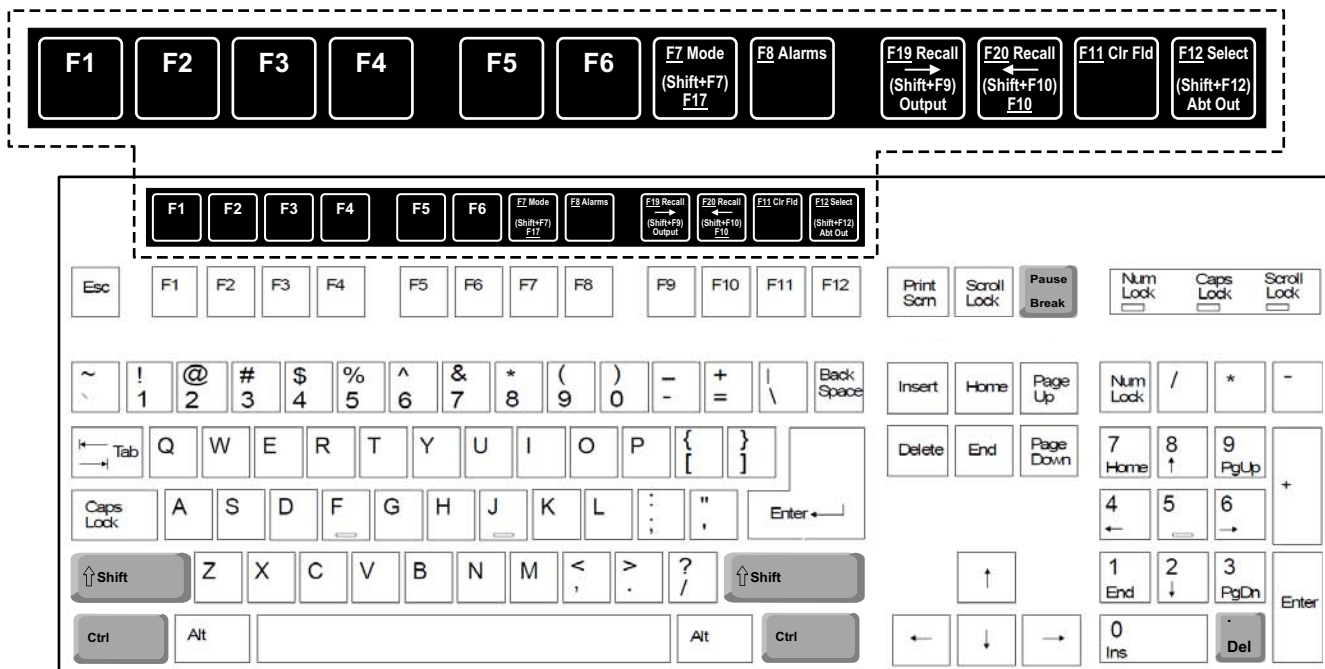 F1 F2 F3 F4 F5 F6 F7 Mode F8 Alarms F19 Recall F20 Recall F11 Clr Fld F12 Select
(Shift+F7) (Shift+F9) (Shift+F10) (Shift+F12)
F17 Output F10 Abt Out
F1 F2 F3 F4 F5 F6 F7 Mode F8 Alarms F19 Recall F20 Recall F11 Clr Fld F12 Select
(Shift+F7) (Shift+F9) (Shift+F10) (Shift+F12)
F17 Output F10 Abt Out
Esc F1 F2 F3 F4 F5 F6 F7 F8 F9 F10 F11 F12 Print Scroll Pause Num Caps Scroll
Scrn Lock Break Lock Lock Lock
~ ! @ # $ % ^ & * ( ) _ + | Back Insert Home Page Num / * -
` 1 2 3 4 5 6 7 8 9 0 - = \ Space Up Lock
Tab Q W E R T Y U I O P { } Delete End Page 7 8 9 +
[ ] Down Home ↑ PgUp
Caps A S D F G H J K L : " Enter 4 5 6
Lock ; ' ← →
Shift Z X C V B N M < > ? Shift ↑ 1 2 3 Enter
, . / End ↓ PgDn
Ctrl Alt Alt Ctrl ← ↓ → 0 .
Ins Del